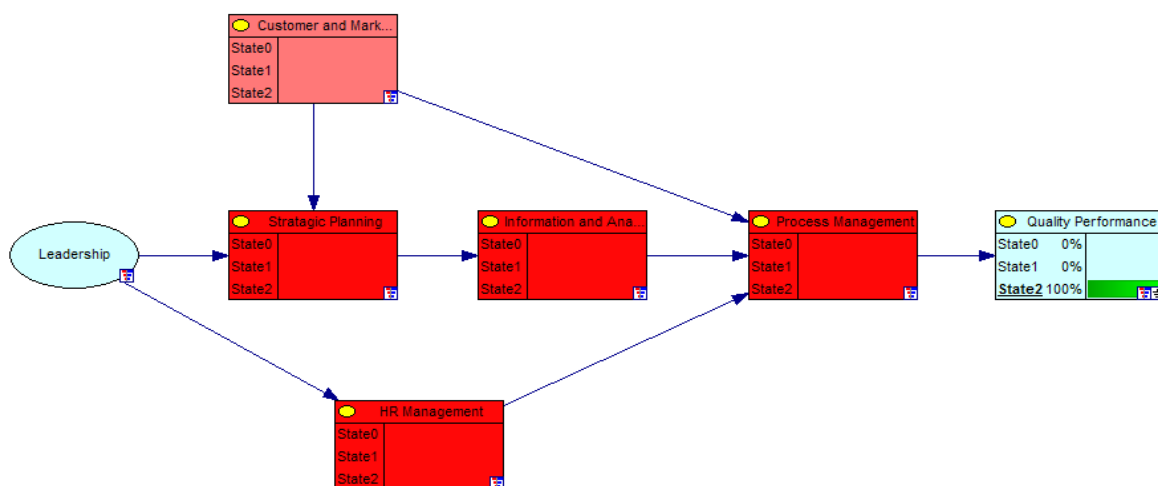 Customer and Mark...
State0
State1
State2
Leadership
Stratagic Planning
State0
State1
State2
Information and Ana...
State0
State1
State2
Process Management
State0
State1
State2
Quality Performance
State0 0%
State1 0%
State2 100%
HR Management
State0
State1
State2